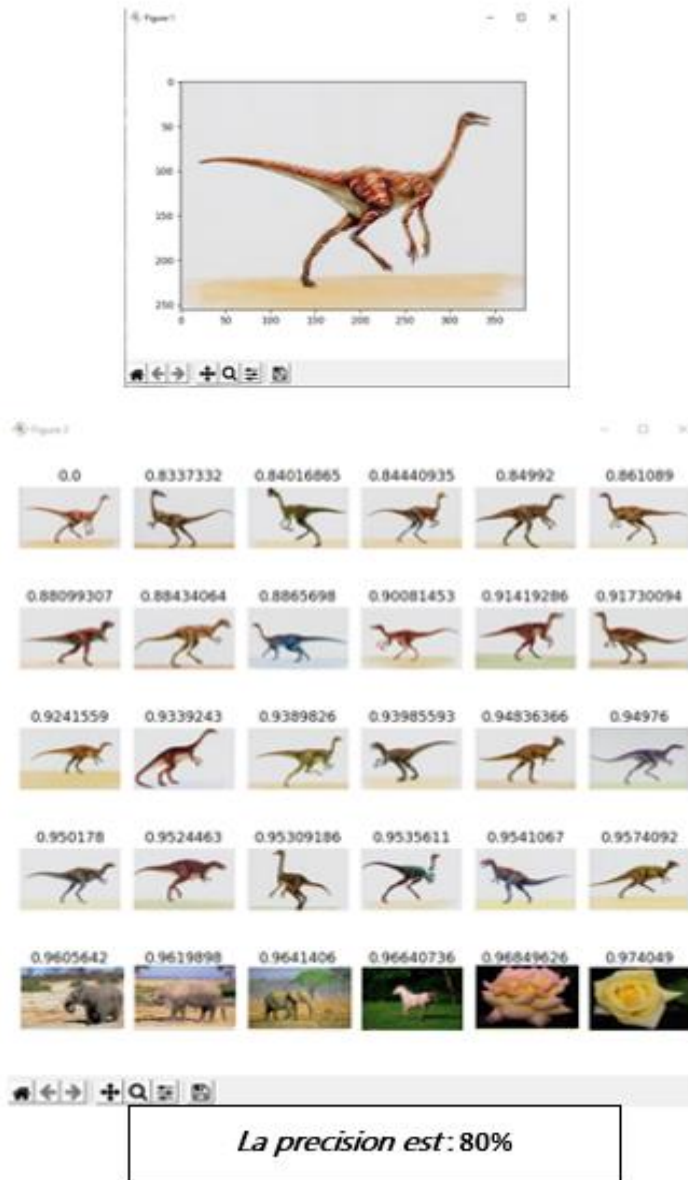 Figure 1
0
50
100
150
200
250
0 50 100 150 200 250 300 350
Figure 2
0.0 0.8337332 0.84016865 0.84440935 0.84992 0.861089
0.88099307 0.88434064 0.8865698 0.90081453 0.91419286 0.91730094
0.9241559 0.9339243 0.9389826 0.93985593 0.94836366 0.94976
0.950178 0.9524463 0.95309186 0.9535611 0.9541067 0.9574092
0.9605642 0.9619898 0.9641406 0.96640736 0.96849626 0.974049
La precision est : 80%